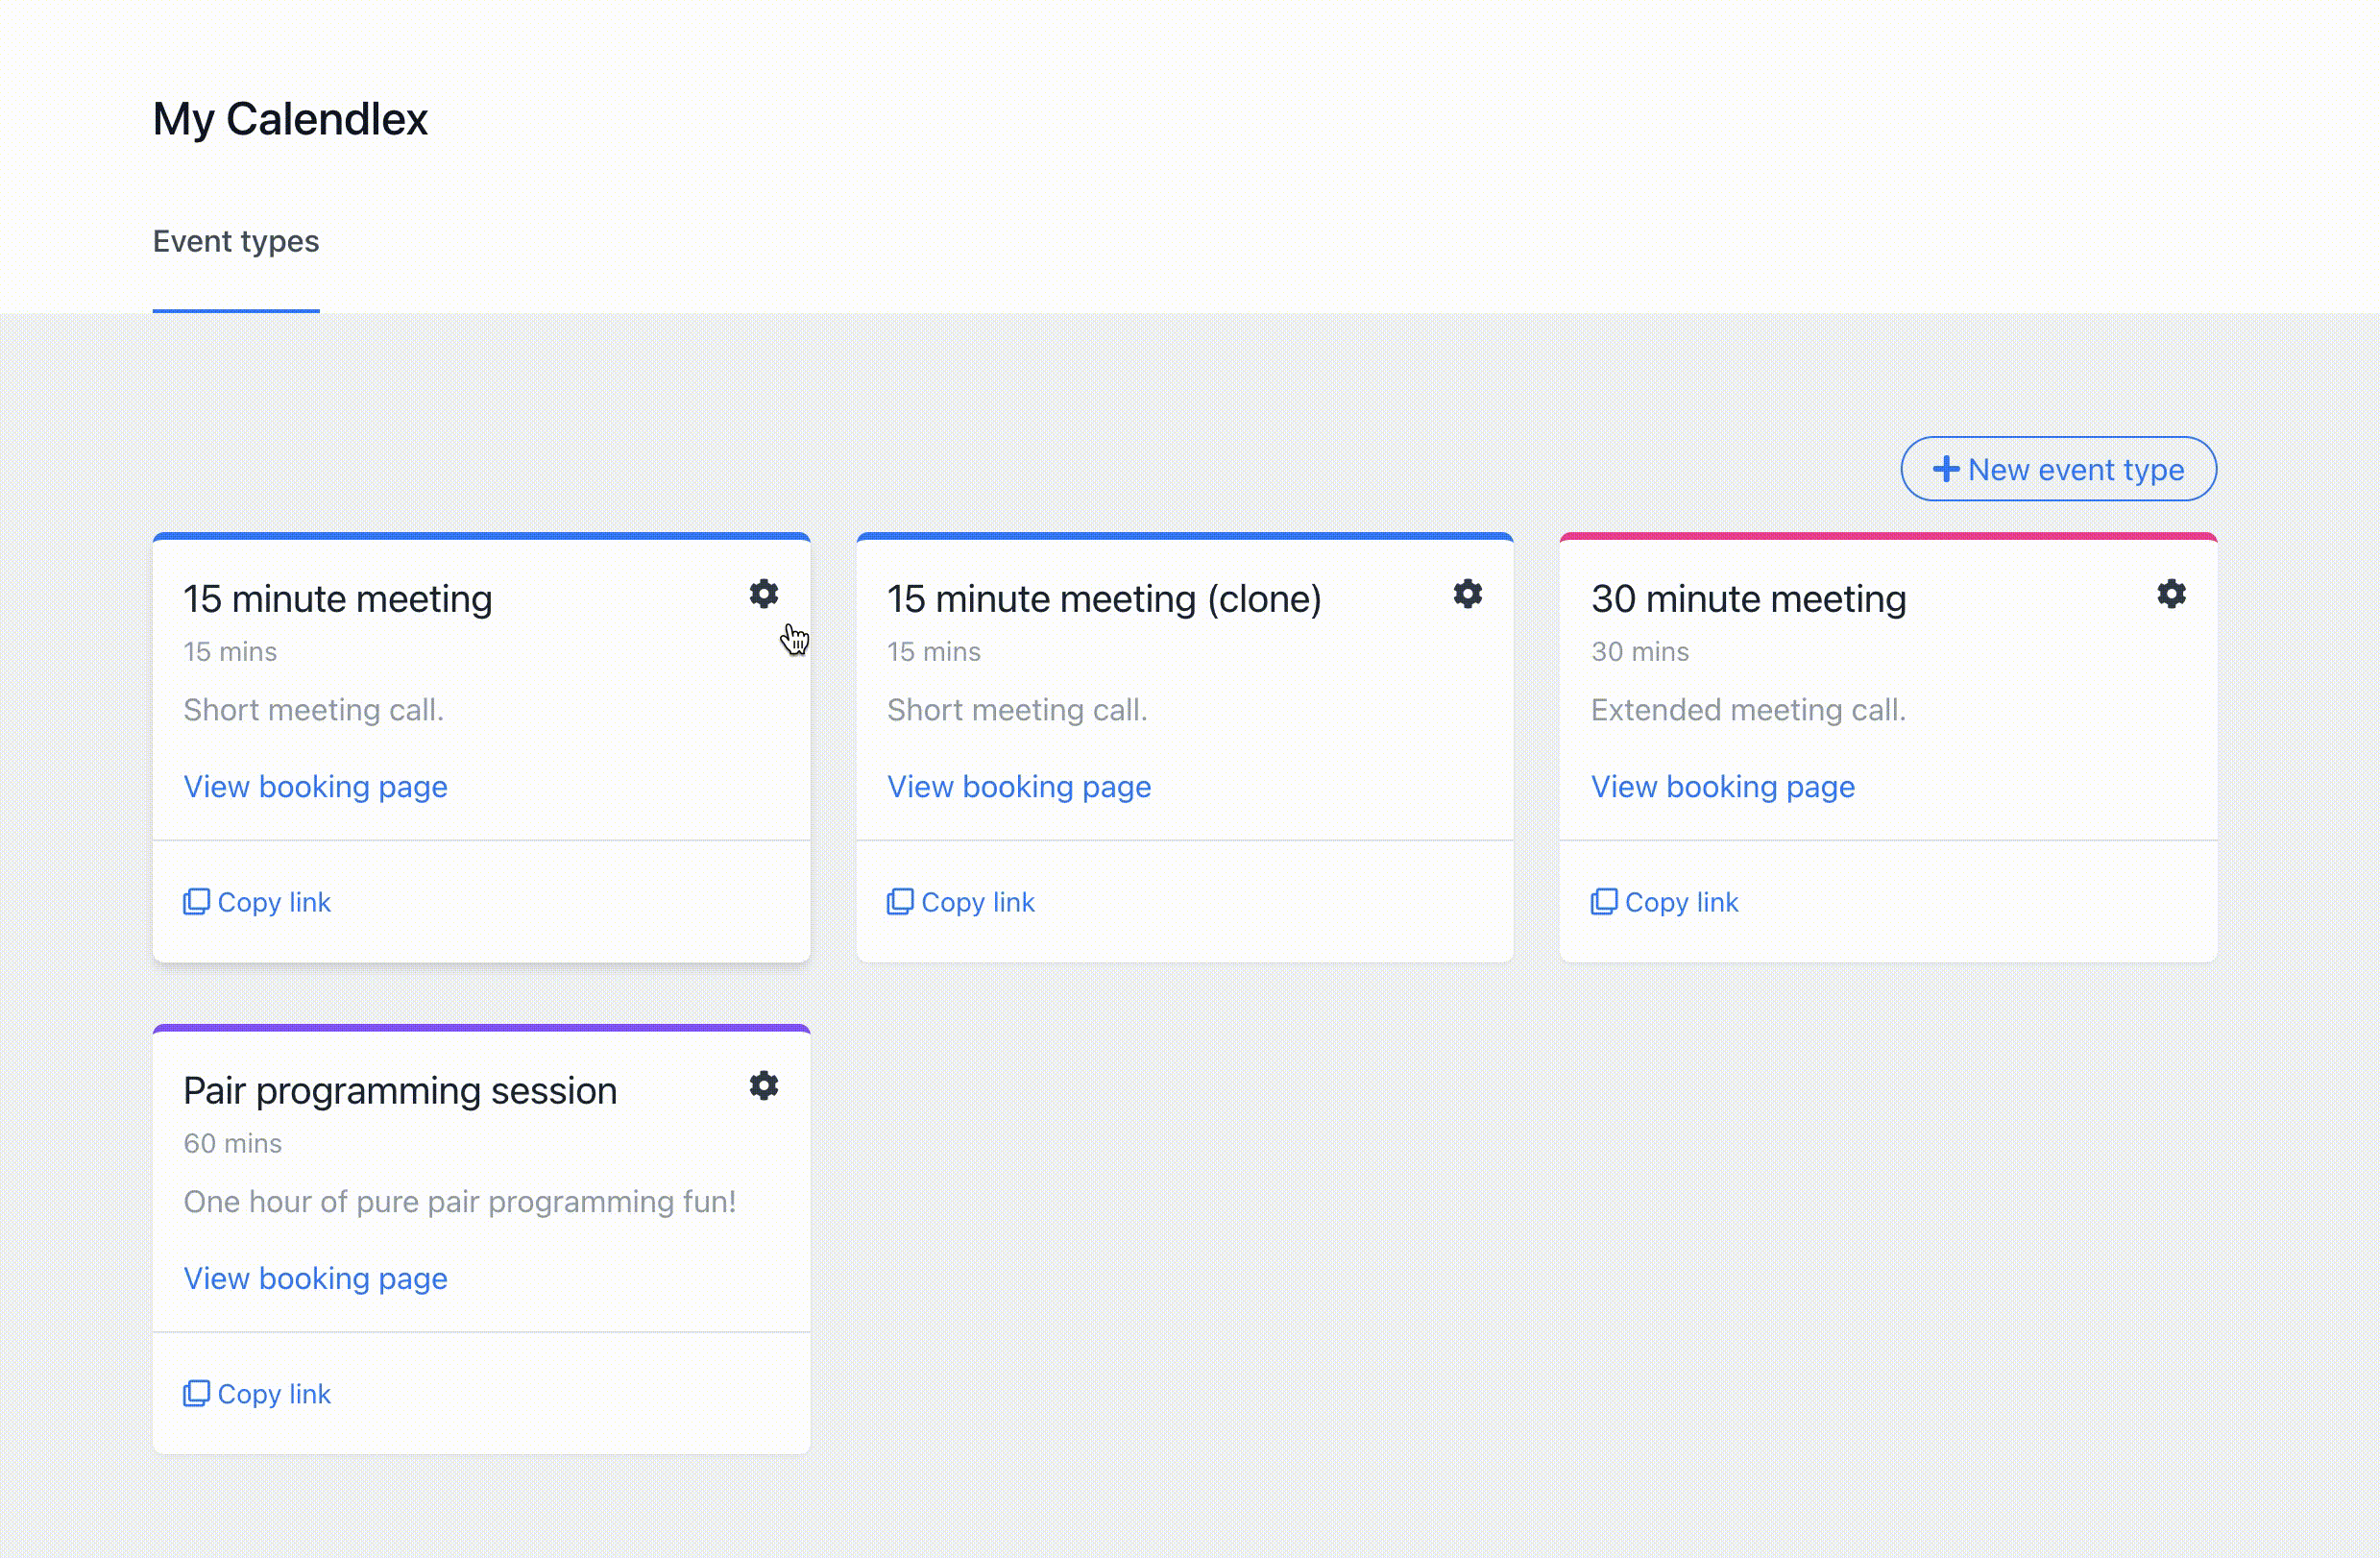 My Calendlex
Event types
New event type
15 minute meeting
15 mins
Short meeting call.
View booking page
Copy link
15 minute meeting (clone)
15 mins
Short meeting call.
View booking page
Copy link
30 minute meeting
30 mins
Extended meeting call.
View booking page
Copy link
Pair programming session
60 mins
One hour of pure pair programming fun!
View booking page
Copy link